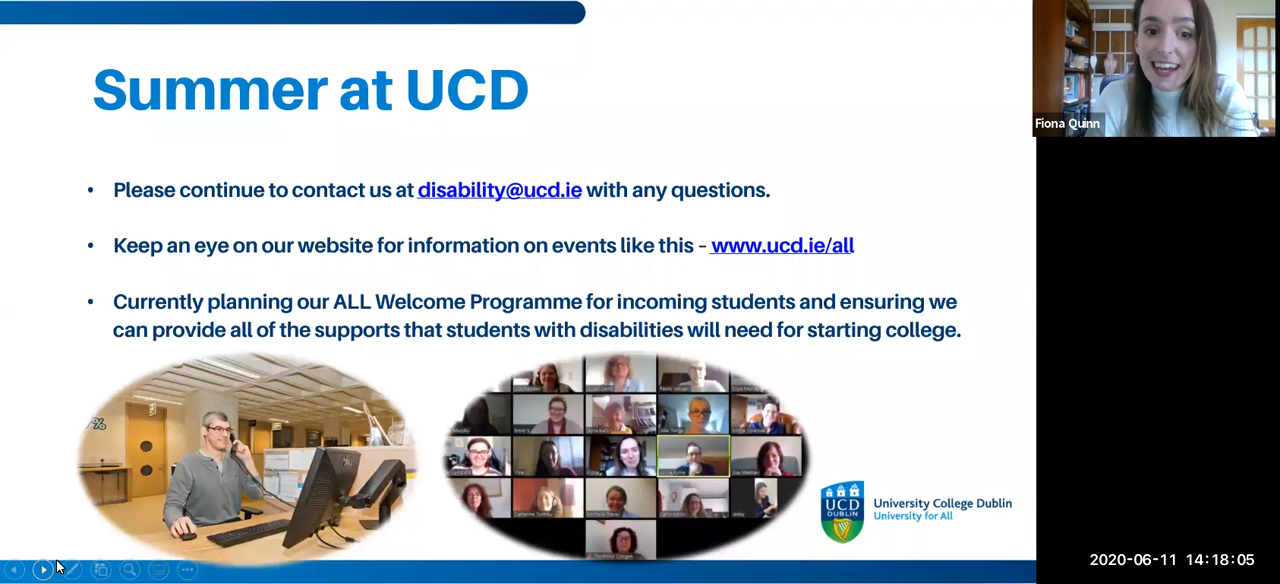 Summer at UCD
Fiona Quinn
• Please continue to contact us at disability@ucd.ie with any questions.
• Keep an eye on our website for information on events like this – www.ucd.ie/all
• Currently planning our ALL Welcome Programme for incoming students and ensuring we
can provide all of the supports that students with disabilities will need for starting college.
%
UCD
DUBLIN
University College Dublin
University for All
2020-06-11 14:18:05